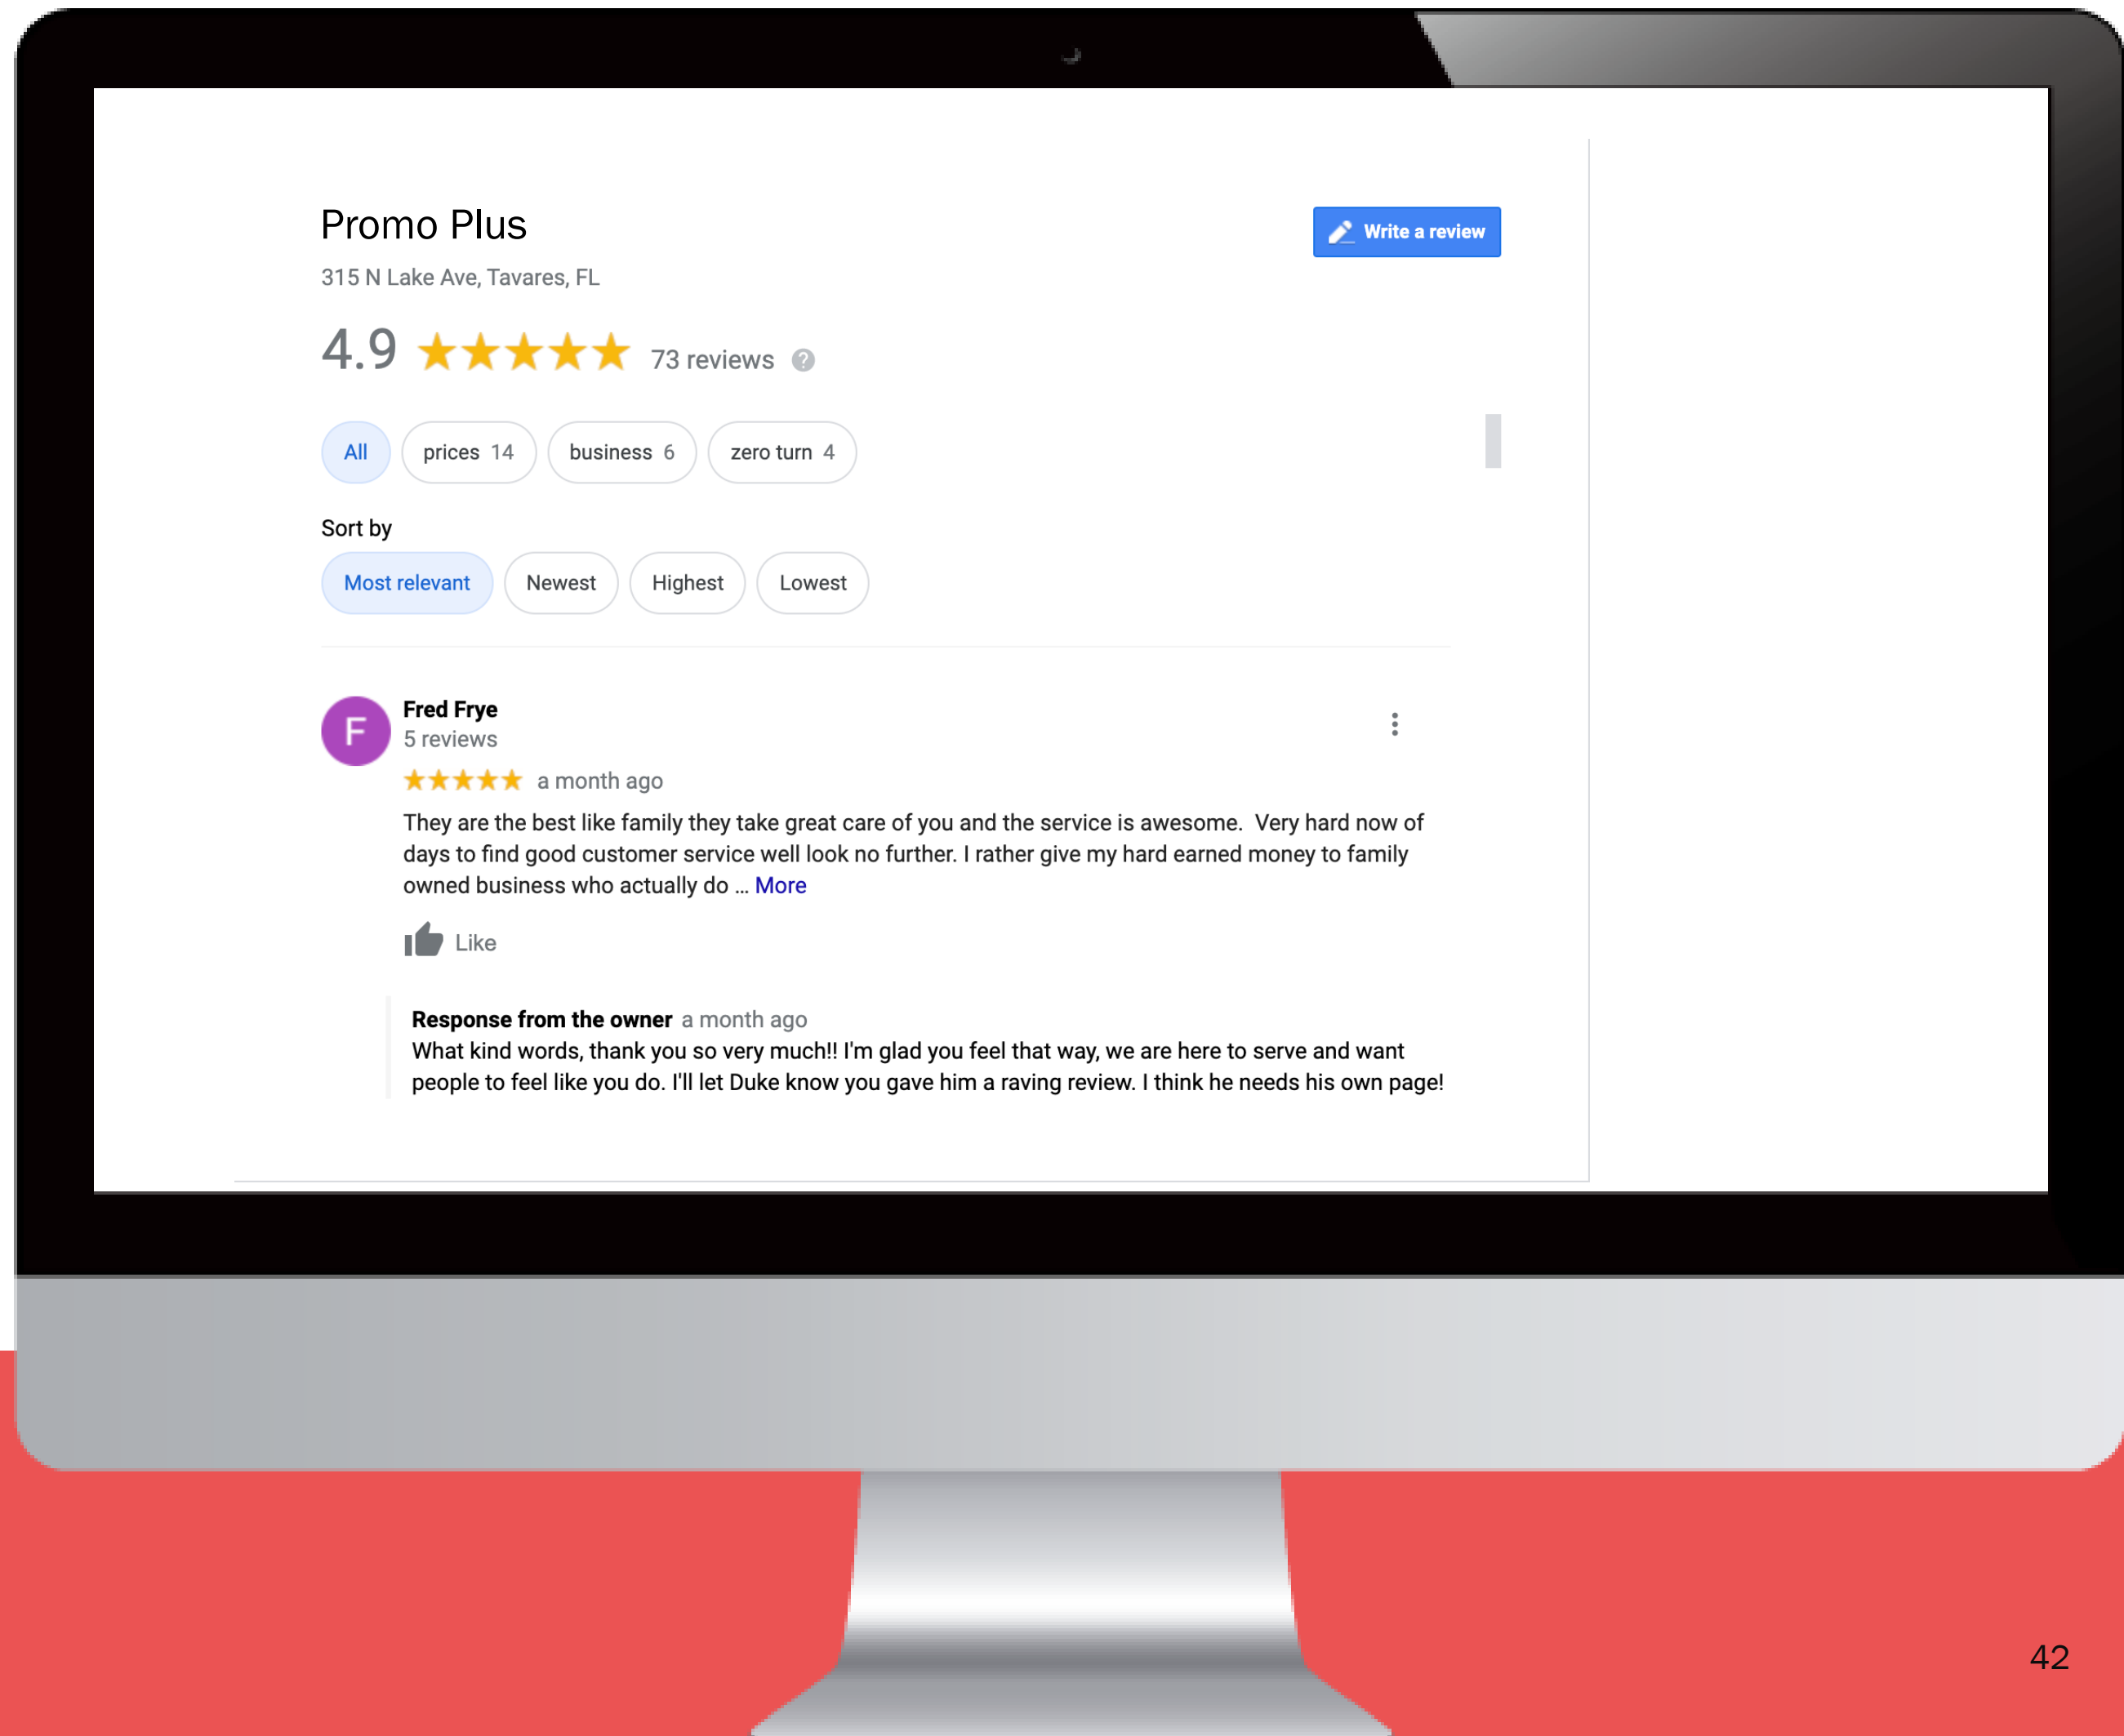 Promo Plus
Write a review
315 N Lake Ave, Tavares, FL
4.9 73 reviews ?
All prices 14 business 6 zero turn 4
Sort by
Most relevant Newest Highest Lowest
F
Fred Frye
5 reviews
a month ago
They are the best like family they take great care of you and the service is awesome.  Very hard now of
days to find good customer service well look no further. I rather give my hard earned money to family
owned business who actually do ... More
Like
Response from the owner a month ago
What kind words, thank you so very much!! I'm glad you feel that way, we are here to serve and want
people to feel like you do. I'll let Duke know you gave him a raving review. I think he needs his own page!
42